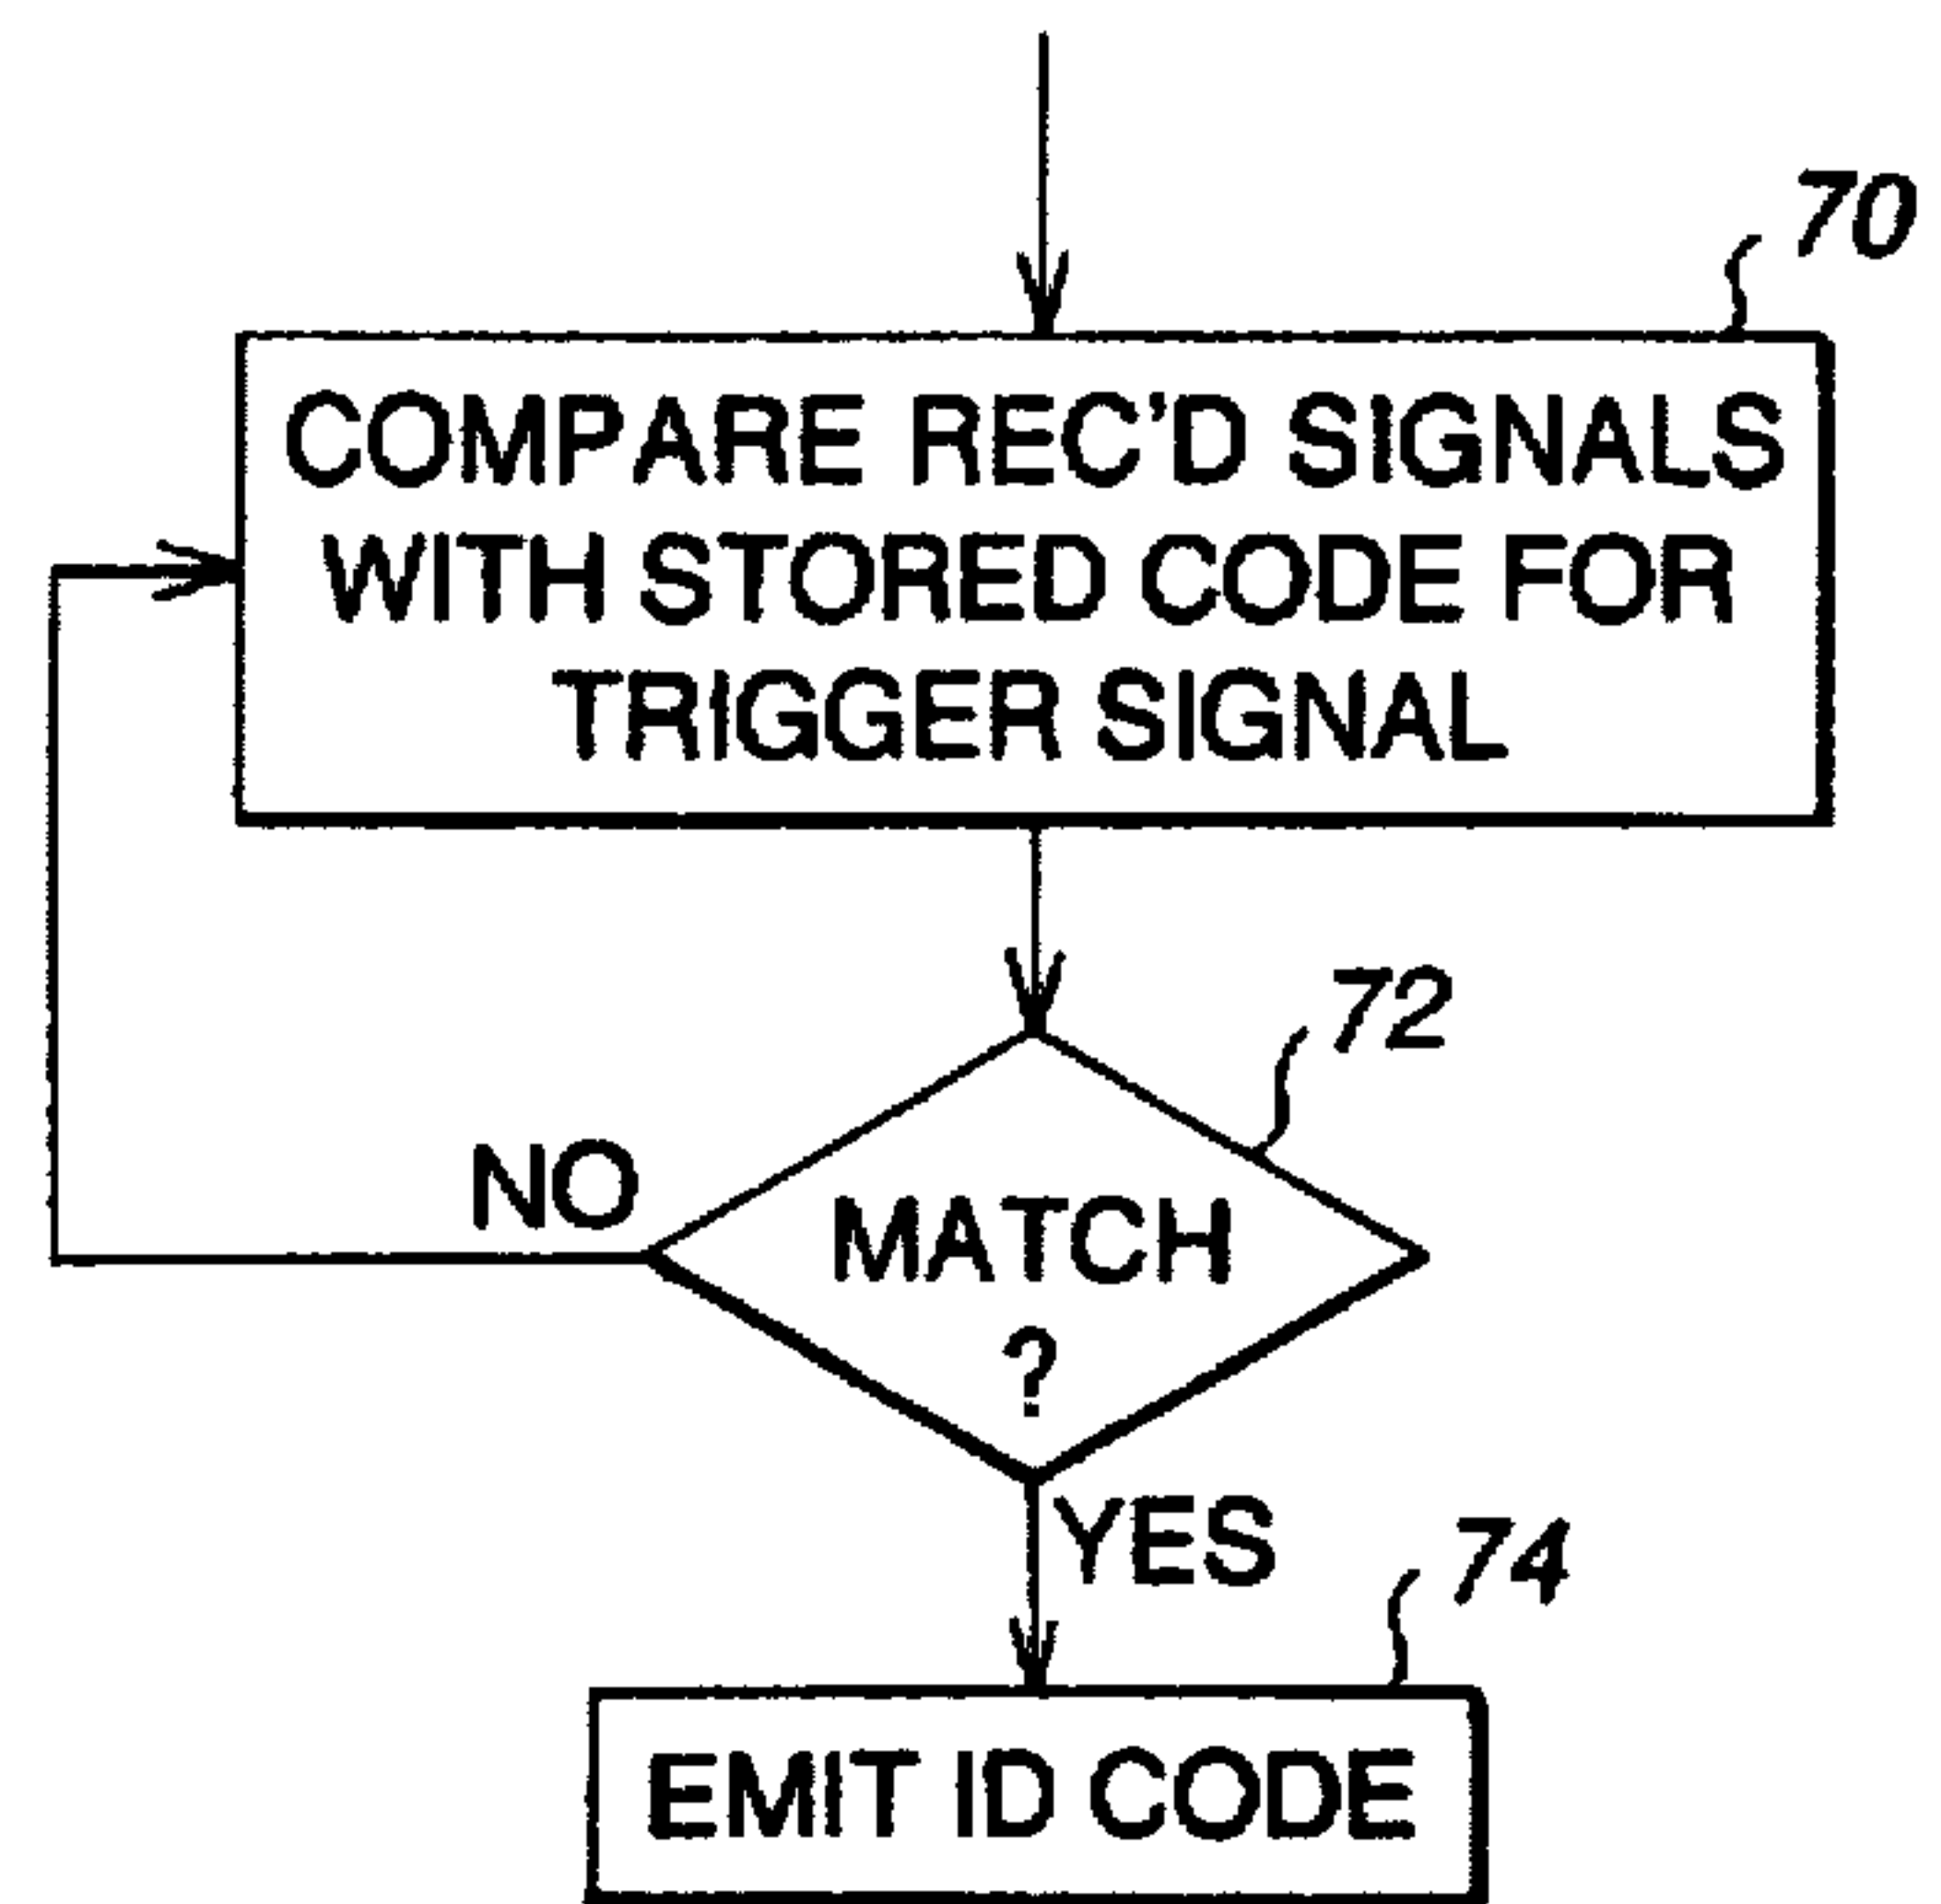 70
COMPARE REC'D SIGNALS
WITH STORED CODE FOR
TRIGGER SIGNAL
72
NO
MATCH
?
YES
74
EMIT ID CODE